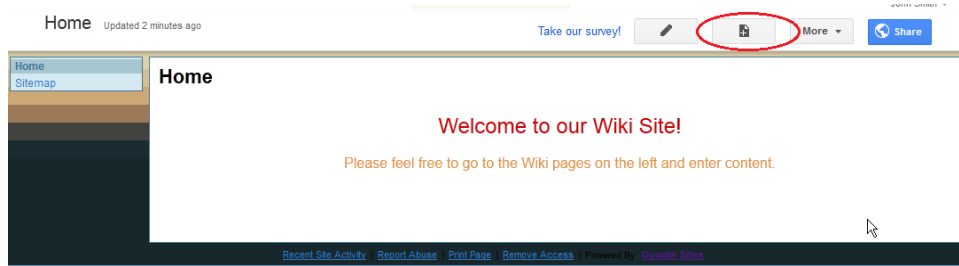 Home Updated 2 minutes ago
Take our survey! More Share
Home
Sitemap
Home
Welcome to our Wiki Site!
Please feel free to go to the Wiki pages on the left and enter content.
Recent Site Activity | Report Abuse | Print Page | Remove Access | Powered By Google Sites